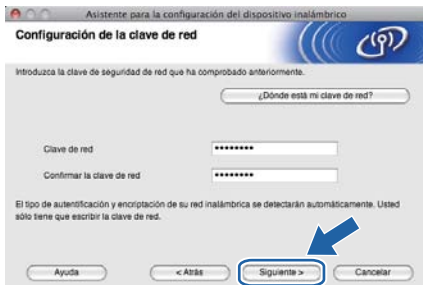 Asistente para la configuración del dispositivo inalámbrico
Configuración de la clave de red
Introduzca la clave de seguridad de red que ha comprobado anteriormente.
¿Dónde está mi clave de red?
Clave de red ••••••••
Confirmar la clave de red ••••••••
El tipo de autentificación y encriptación de su red inalámbrica se detectarán automáticamente. Usted
sólo tiene que escribir la clave de red.
Ayuda < Atrás Siguiente > Cancelar